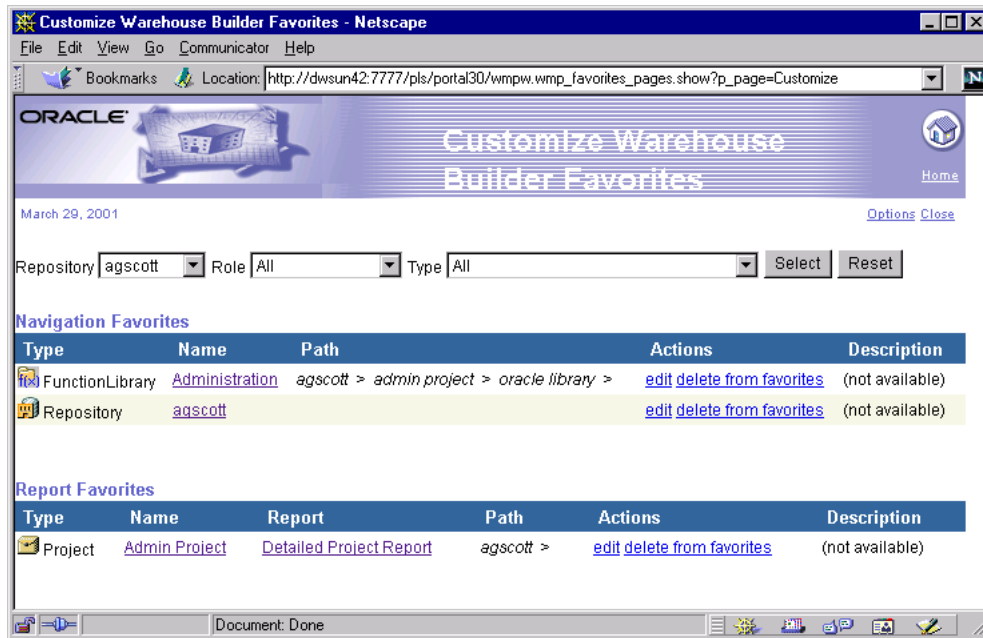 Customize Warehouse Builder Favorites - Netscape
File Edit View Go Communicator Help
Bookmarks Location: http://dwsun42:7777/pls/portal30/wmpw.wmp_favorites_pages.show?p_page=Customize N
ORACLE
Customize Warehouse
Builder Favorites
Home
March 29, 2001 Options Close
Repository agscott Role All Type All Select Reset
Navigation Favorites
Type Name Path Actions Description
f(x) FunctionLibrary Administration agscott > admin project > oracle library > edit delete from favorites (not available)
Repository agscott edit delete from favorites (not available)
Report Favorites
Type Name Report Path Actions Description
Project Admin Project Detailed Project Report agscott > edit delete from favorites (not available)
Document: Done